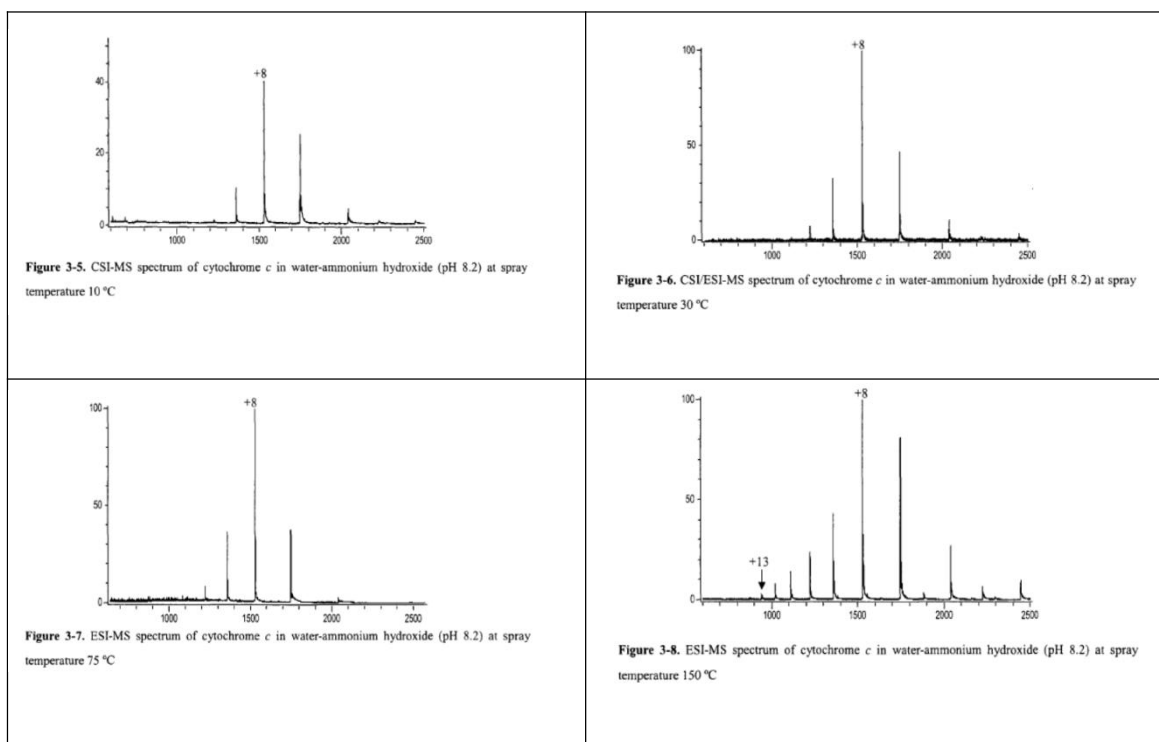 +8
40
20
0
1000 1500 2000 2500
Figure 3-5. CSI-MS spectrum of cytochrome c in water-ammonium hydroxide (pH 8.2) at spray
temperature 10 ºC
+8
100
50
0
1000 1500 2000 2500
Figure 3-6. CSI/ESI-MS spectrum of cytochrome c in water-ammonium hydroxide (pH 8.2) at spray
temperature 30 ºC
+8
100
50
0
1000 1500 2000 2500
Figure 3-7. ESI-MS spectrum of cytochrome c in water-ammonium hydroxide (pH 8.2) at spray
temperature 75 ºC
+8
100
50
+13
0
1000 1500 2000 2500
Figure 3-8. ESI-MS spectrum of cytochrome c in water-ammonium hydroxide (pH 8.2) at spray
temperature 150 ºC